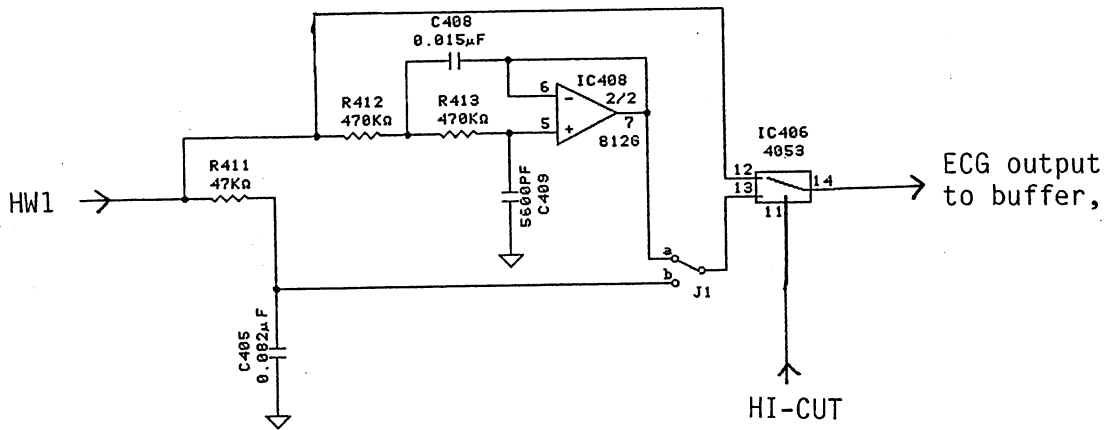 C408
0.015µF
IC408
6
2/2
R412
R413
470KΩ
470KΩ
5
7
8126
IC406
4053
R411
47KΩ
12
13
14
11
ECG output
to buffer,
HW1
5600PF
C409
a
b
J1
C405
0.082µF
HI-CUT